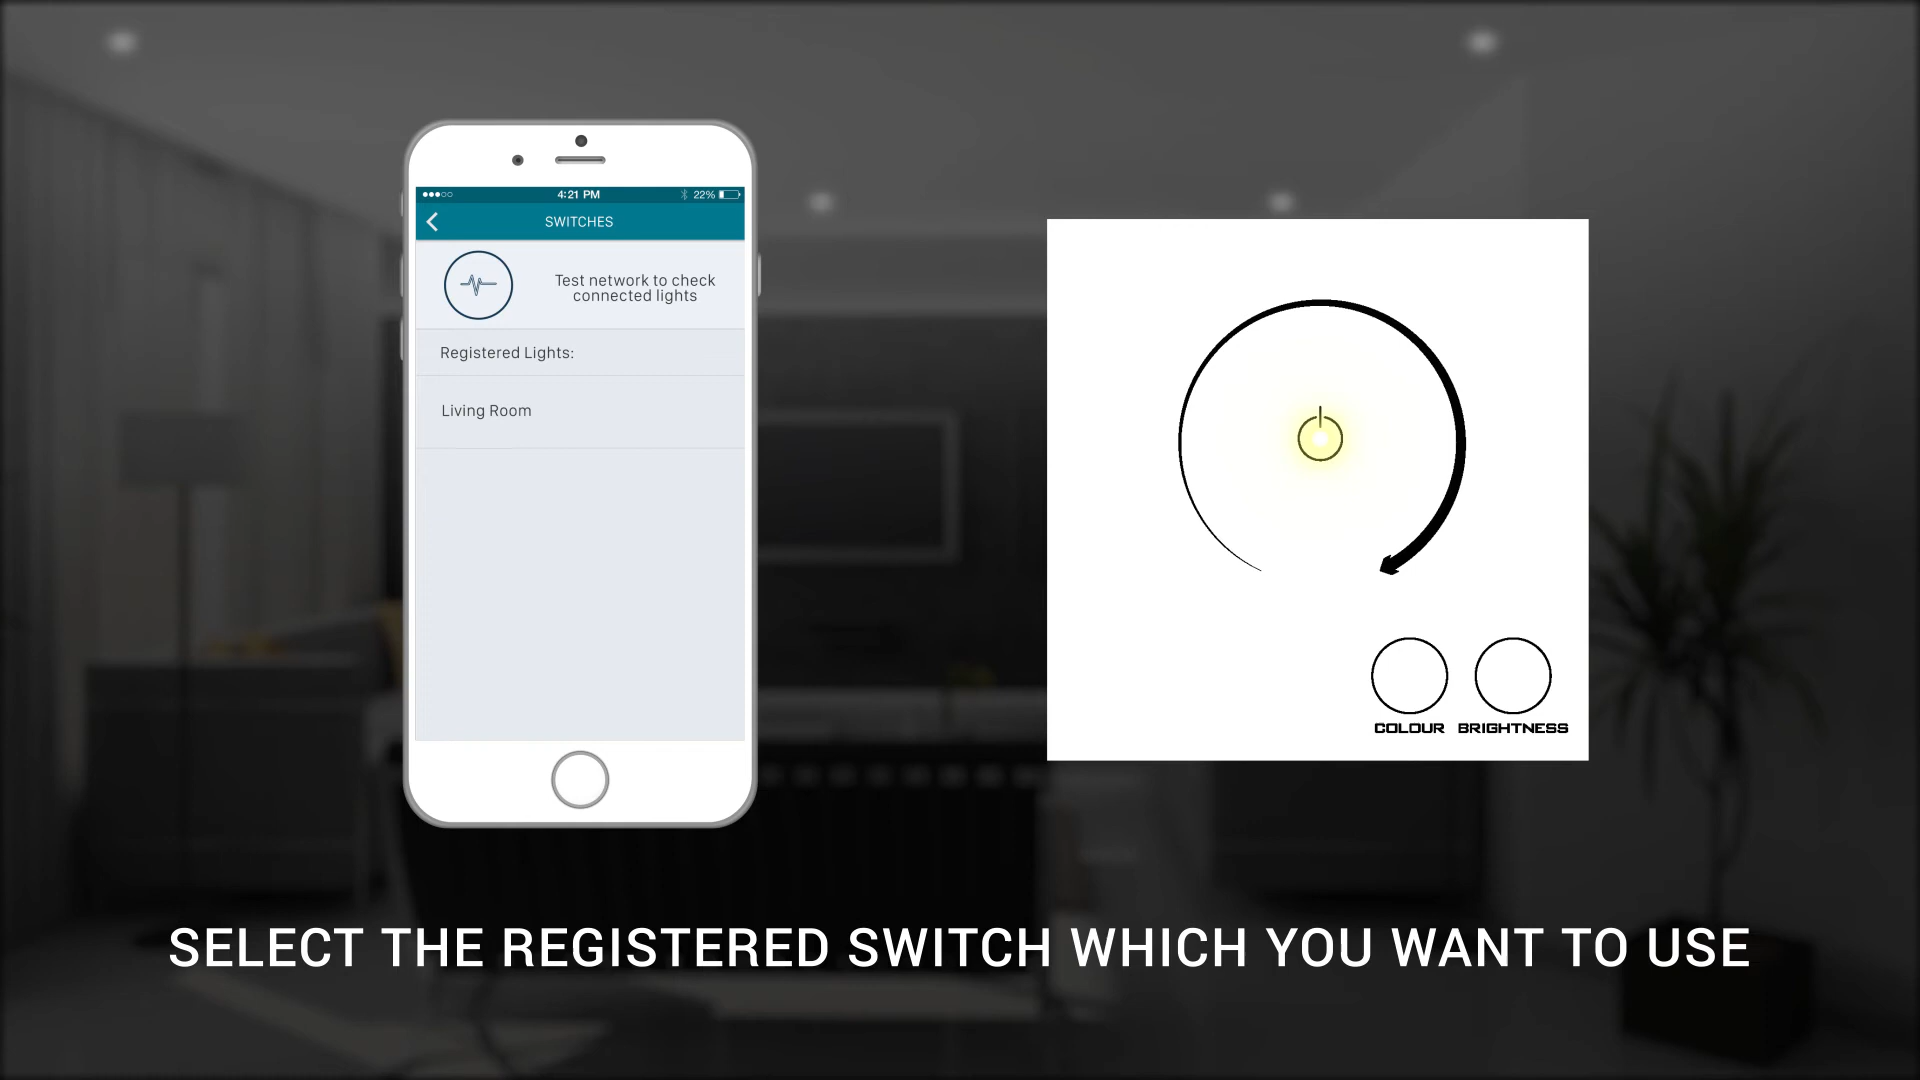 4:21 PM
22%
SWITCHES
Test network to check
connected lights
Registered Lights:
Living Room
COLOUR BRIGHTNESS
SELECT THE REGISTERED SWITCH WHICH YOU WANT TO USE